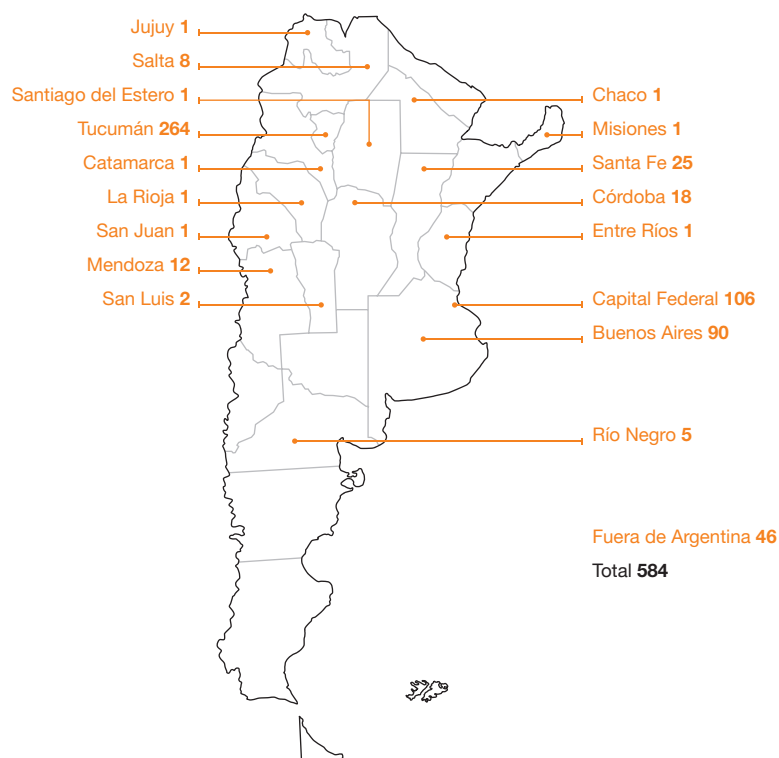 Jujuy 1
Salta 8
Santiago del Estero 1
Tucumán 264
Catamarca 1
La Rioja 1
San Juan 1
Mendoza 12
San Luis 2
Chaco 1
Misiones 1
Santa Fe 25
Córdoba 18
Entre Ríos 1
Capital Federal 106
Buenos Aires 90
Río Negro 5
Fuera de Argentina 46
Total 584